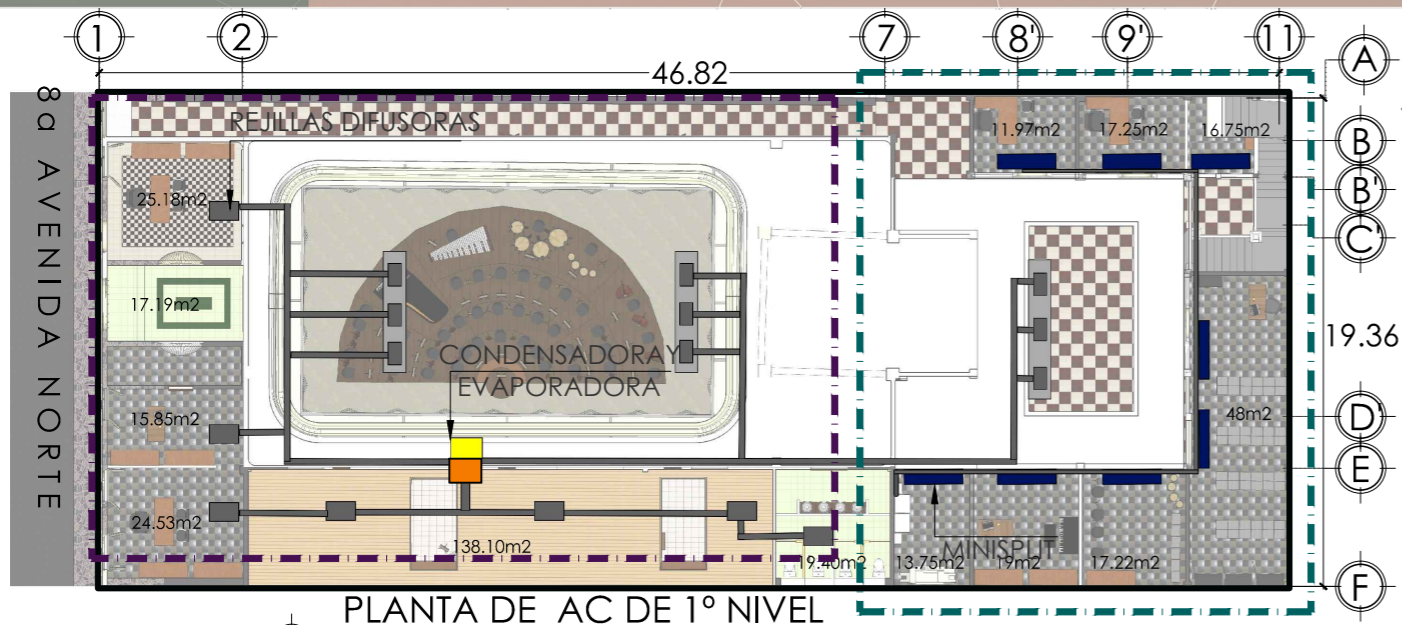 1
2
7
8'
9'
11
A
46.82
8a AVENIDA NORTE
REJILLAS DIFUSORAS
11.97m2
17.25m2
16.75m2
B
25.18m2
B'
C'
17.19m2
19.36
CONDENSADORAY
EVAPORADORA
15.85m2
48m2
D'
E
24.53m2
138.10m2
19.40m2
MINISPLIT
13.75m2
19m2
17.22m2
F
PLANTA DE AC DE 1º NIVEL